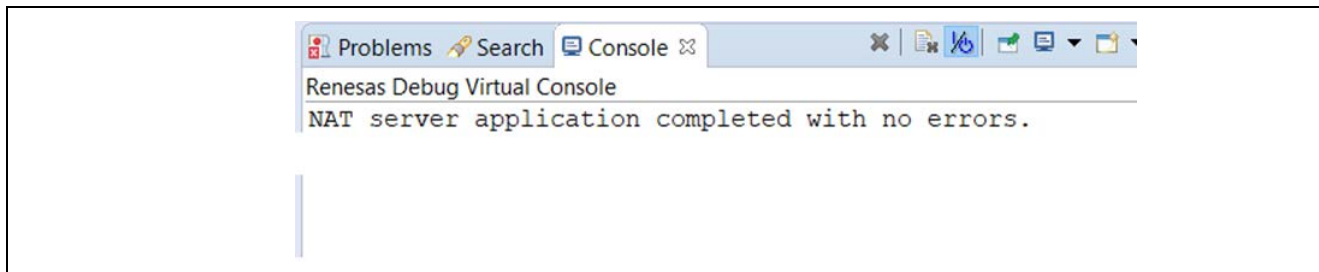 Problems Search Console
Renesas Debug Virtual Console
NAT server application completed with no errors.